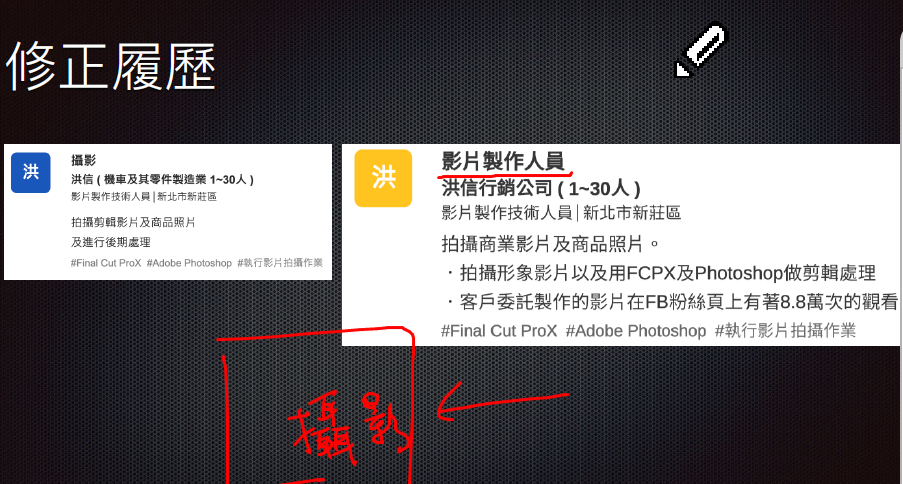 修正履歷
洪
攝影
洪信 ( 機車及其零件製造業 1~30人 )
影片製作技術人員│新北市新莊區
拍攝剪輯影片及商品照片
及進行後期處理
#Final Cut ProX #Adobe Photoshop #執行影片拍攝作業
洪
影片製作人員
洪信行銷公司 ( 1~30人 )
影片製作技術人員│新北市新莊區
拍攝商業影片及商品照片。
・拍攝形象影片以及用FCPX及Photoshop做剪輯處理
・客戶委託製作的影片在FB粉絲頁上有著8.8萬次的觀看
#Final Cut ProX #Adobe Photoshop #執行影片拍攝作業
攝影